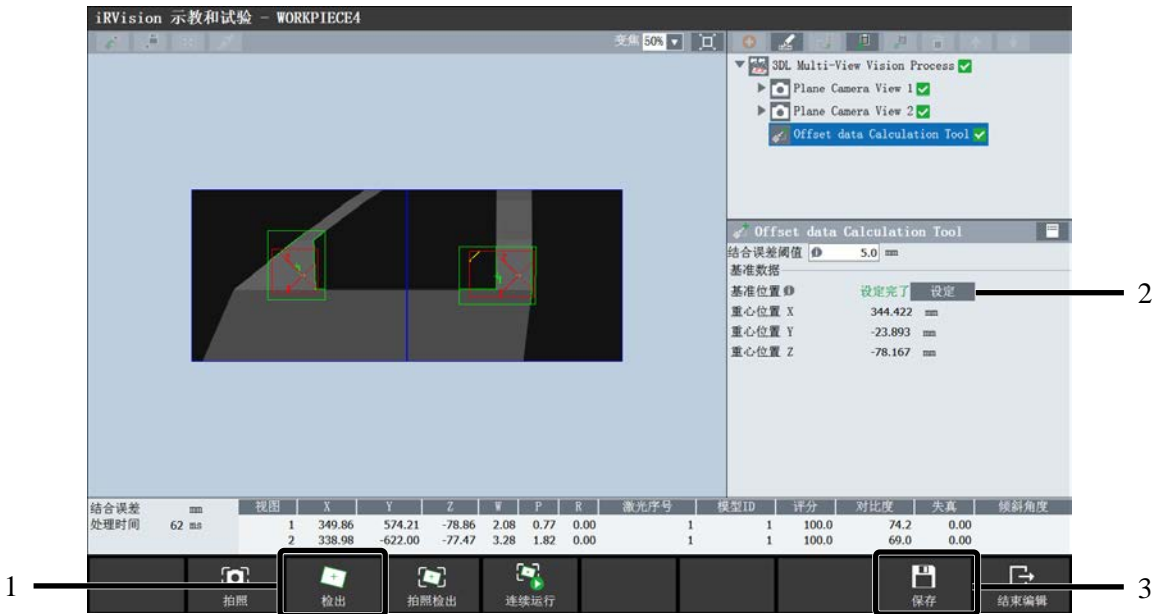 iRVision 示教和试验 - WORKPIECE4
变焦 50%
3DL Multi-View Vision Process
Plane Camera View 1
Plane Camera View 2
Offset data Calculation Tool
Offset data Calculation Tool
结合误差阈值 5.0 mm
基准数据
基准位置 设定完了 设定
2
重心位置 X 344.422 mm
重心位置 Y -23.893 mm
重心位置 Z -78.167 mm
结合误差 mm
处理时间 62 ms
视图 X Y Z W P R 激光序号 模型ID 评分 对比度 失真 倾斜角度
1 349.86 574.21 -78.86 2.08 0.77 0.00 1 1 100.0 74.2 0.00
2 338.98 -622.00 -77.47 3.28 1.82 0.00 1 1 100.0 69.0 0.00
1
拍照
检出
拍照检出
连续运行
保存
结束编辑
3